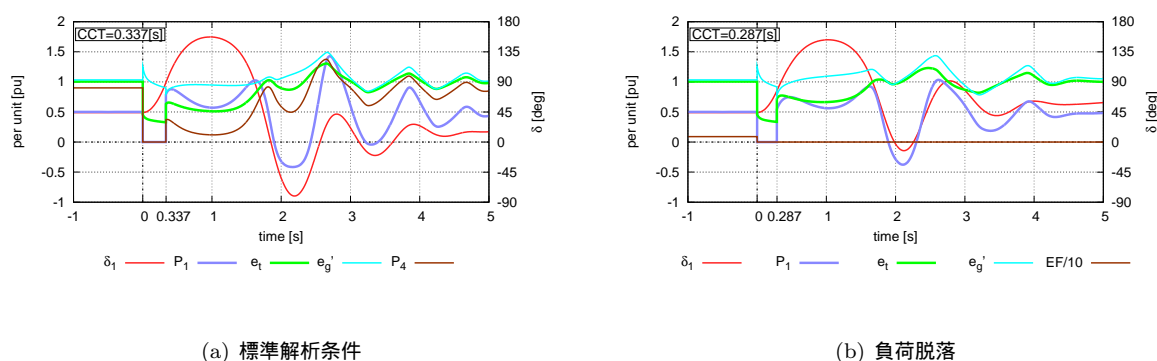 CCT=0.337[s]
2
1.5
1
0.5
0
-0.5
-1
per unit [pu]
180
135
90
45
0
-45
-90
δ [deg]
-1 0 0.337 1 2 3 4 5
time [s]
δ₁ P₁ eₜ e_g' P₄
(a) 標準解析条件
CCT=0.287[s]
2
1.5
1
0.5
0
-0.5
-1
per unit [pu]
180
135
90
45
0
-45
-90
δ [deg]
-1 0 0.287 1 2 3 4 5
time [s]
δ₁ P₁ eₜ e_g' EF/10
(b) 負荷脱落